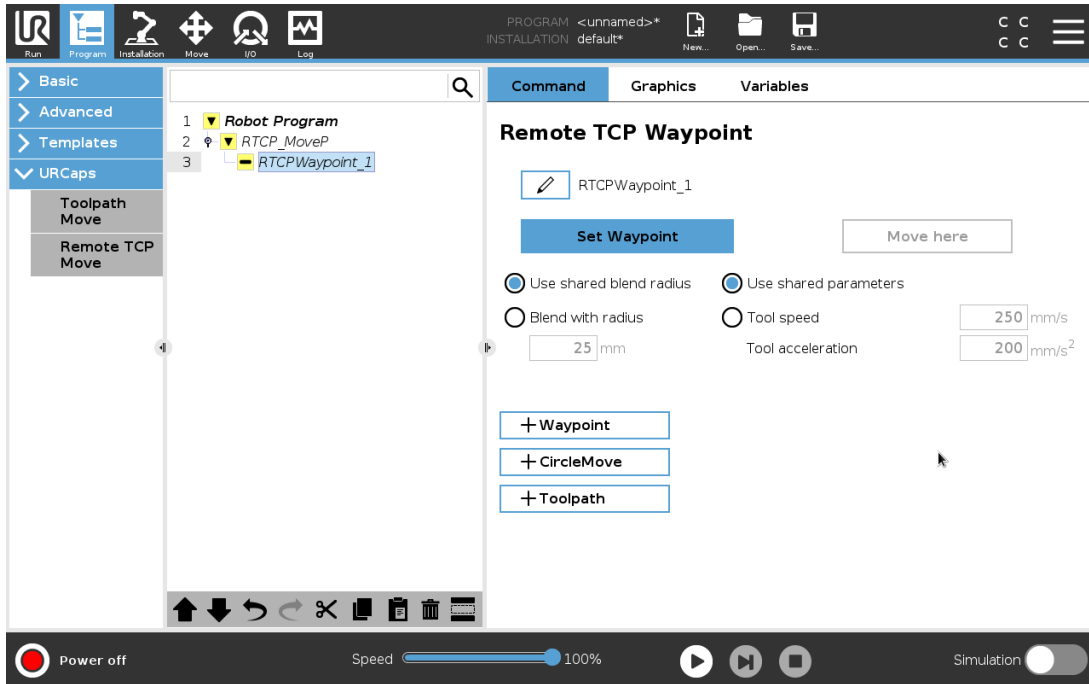 UR
Run
Program
Installation
Move
I/O
Log
PROGRAM <unnamed>*
INSTALLATION default*
New...
Open...
Save...
C C
C C
Basic
Advanced
Templates
URCaps
Toolpath
Move
Remote TCP
Move
1 Robot Program
2 RTCP_MoveP
3 RTCPWaypoint_1
Command Graphics Variables
Remote TCP Waypoint
RTCPWaypoint_1
Set Waypoint Move here
Use shared blend radius Use shared parameters
Blend with radius Tool speed 250 mm/s
25 mm Tool acceleration 200 mm/s²
+ Waypoint
+ CircleMove
+ Toolpath
Power off Speed 100% Simulation